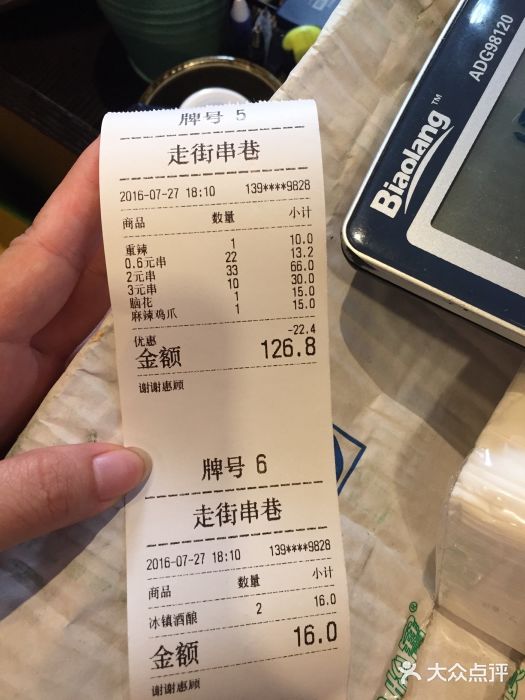 牌号 5
走街串巷
2016-07-27 18:10 139****9828
商品 数量 小计
重辣 1 10.0
0.6元串 22 13.2
2元串 33 66.0
3元串 10 30.0
脑花 1 15.0
麻辣鸡爪 1 15.0
优惠 -22.4
金额 126.8
谢谢惠顾
牌号 6
走街串巷
2016-07-27 18:10 139****9828
商品 数量 小计
冰镇酒酿 2 16.0
金额 16.0
谢谢惠顾
Biaolang™
ADG98120
大众点评